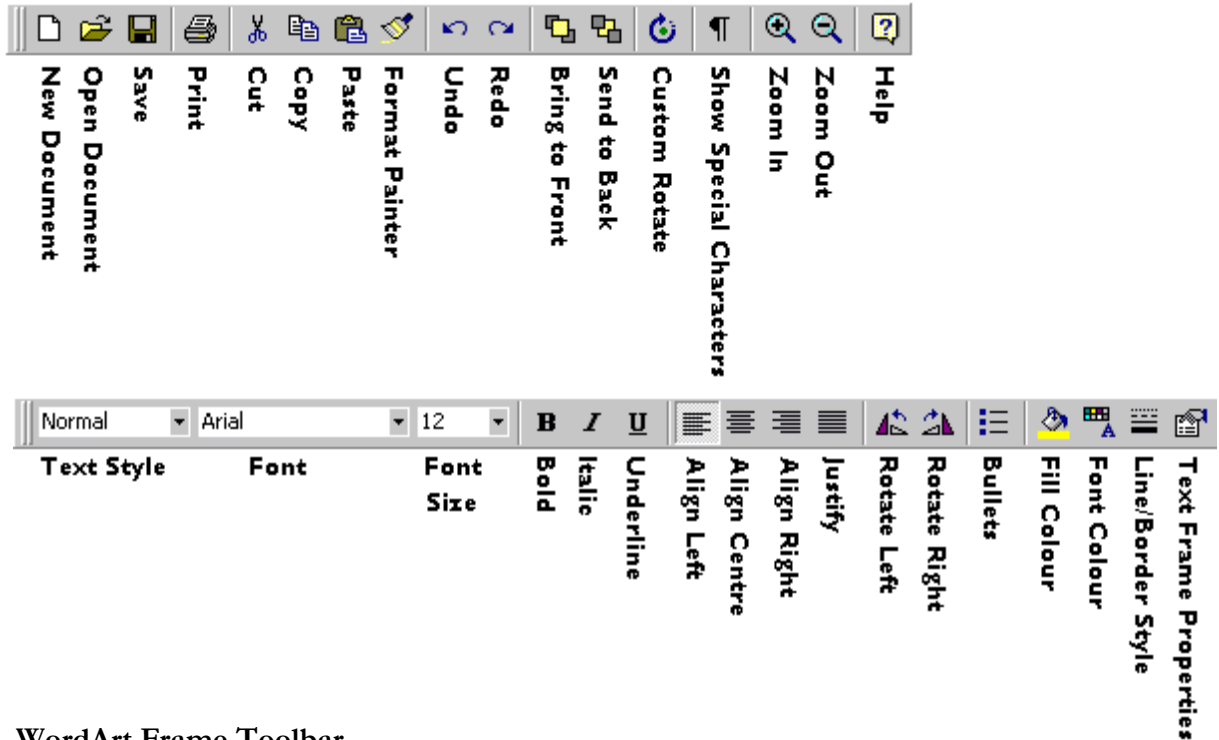 New Document
Open Document
Save
Print
Cut
Copy
Paste
Format Painter
Undo
Redo
Bring to Front
Send to Back
Custom Rotate
Show Special Characters
Zoom In
Zoom Out
Help
Normal
Arial
12
B
I
U
Text Style
Font
Font
Size
Bold
Italic
Underline
Align Left
Align Centre
Align Right
Justify
Rotate Left
Rotate Right
Bullets
Fill Colour
Font Colour
Line/Border Style
Text Frame Properties
WordArt Frame Toolbar